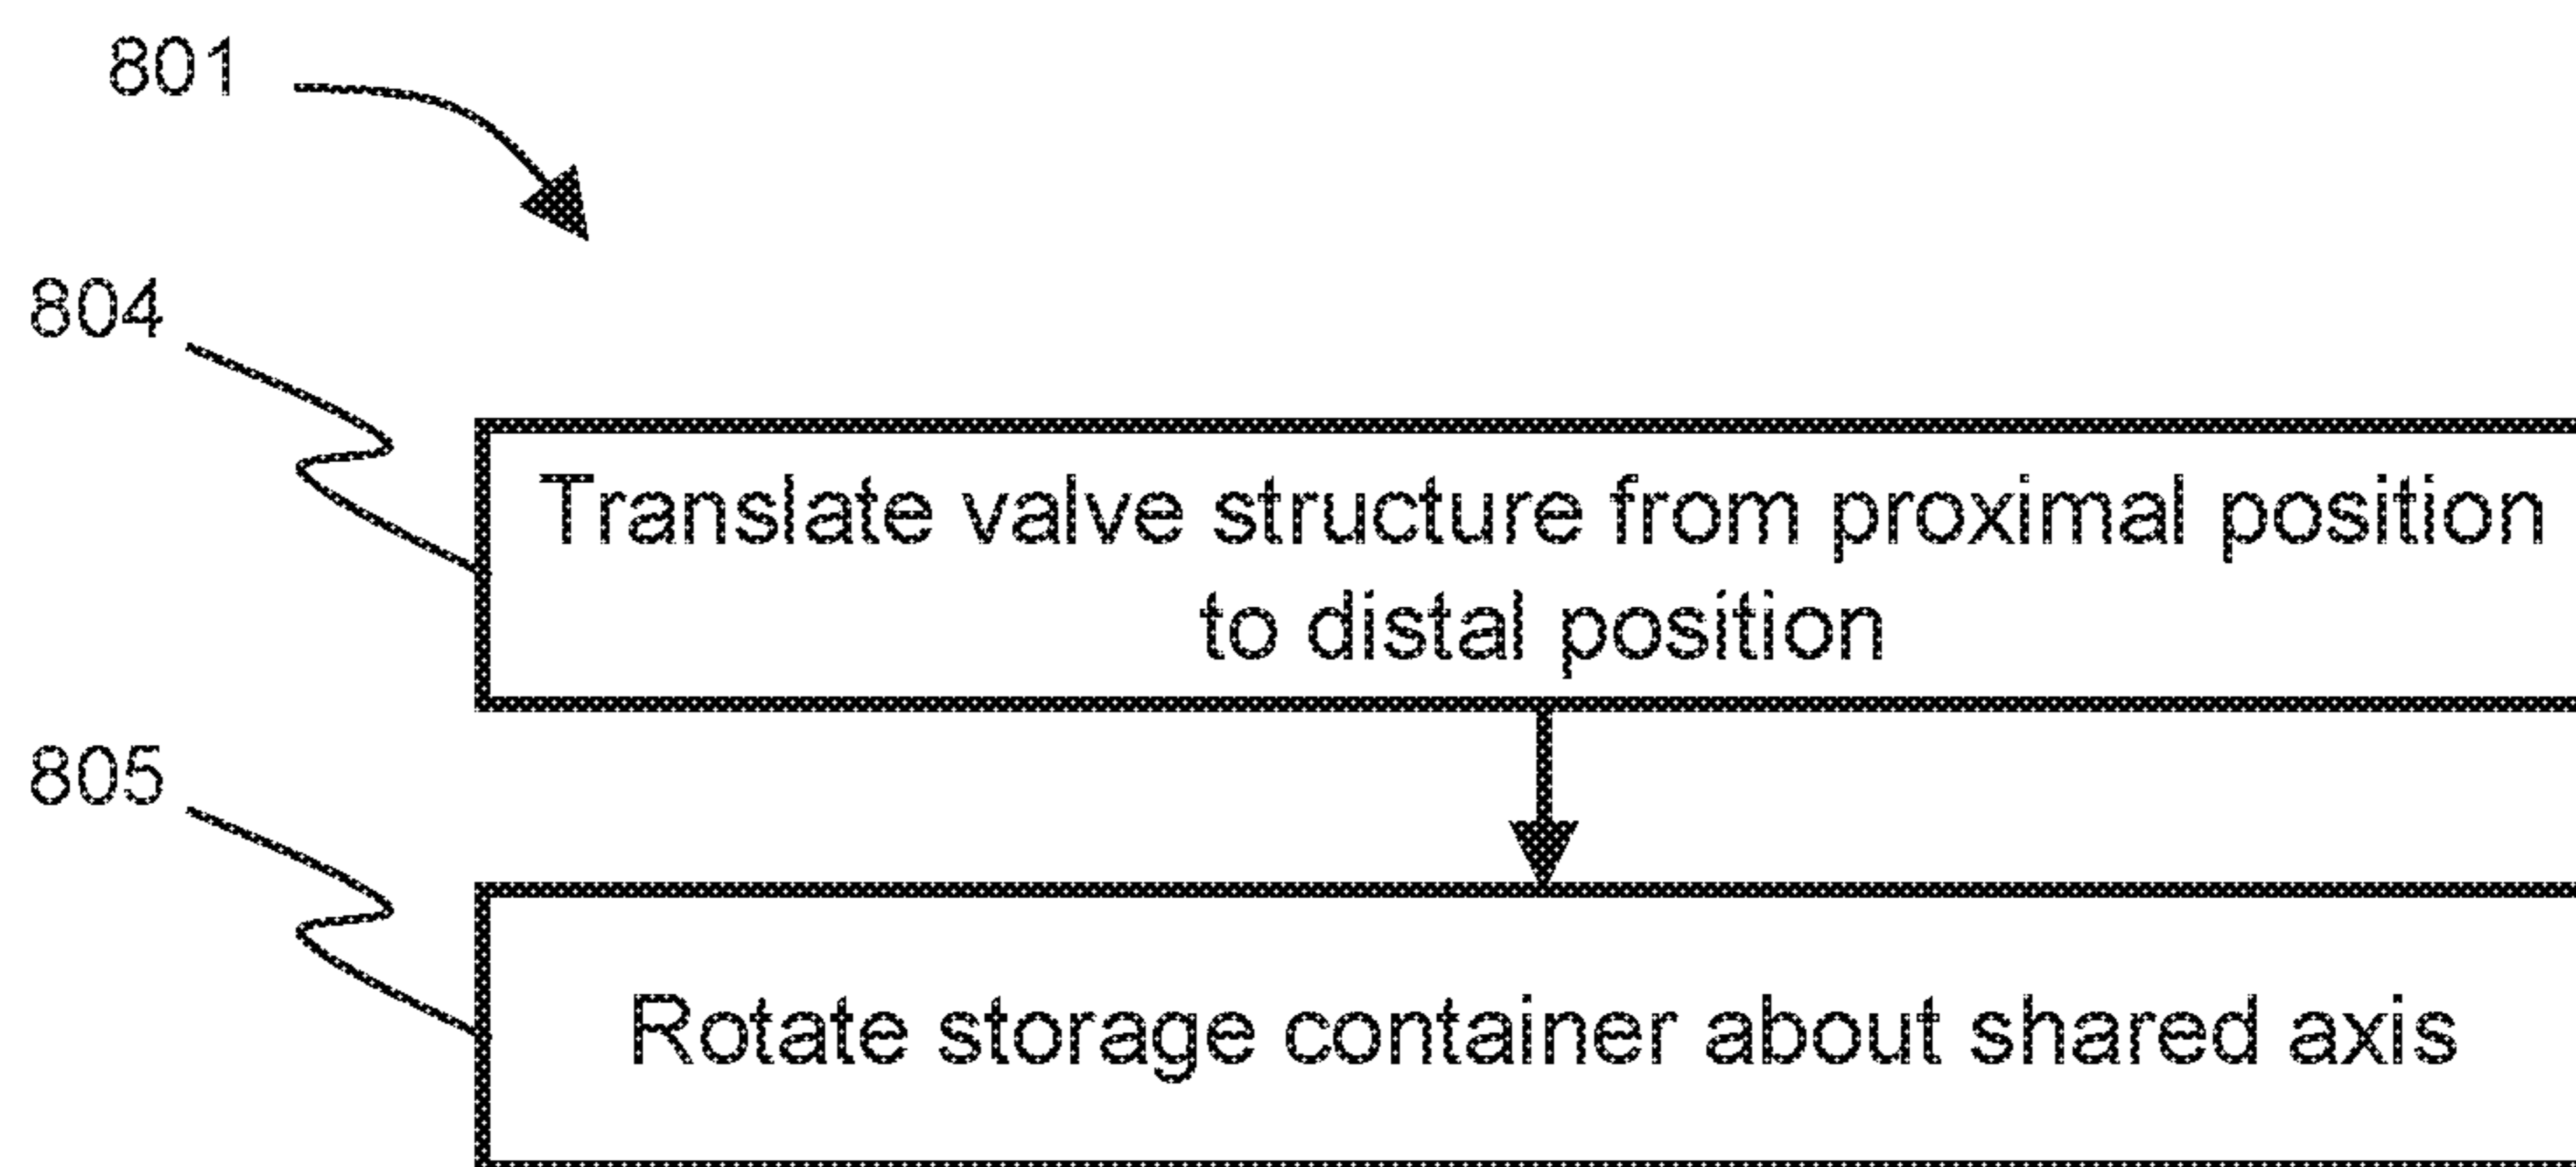 801
804
Translate valve structure from proximal position
to distal position
805
Rotate storage container about shared axis